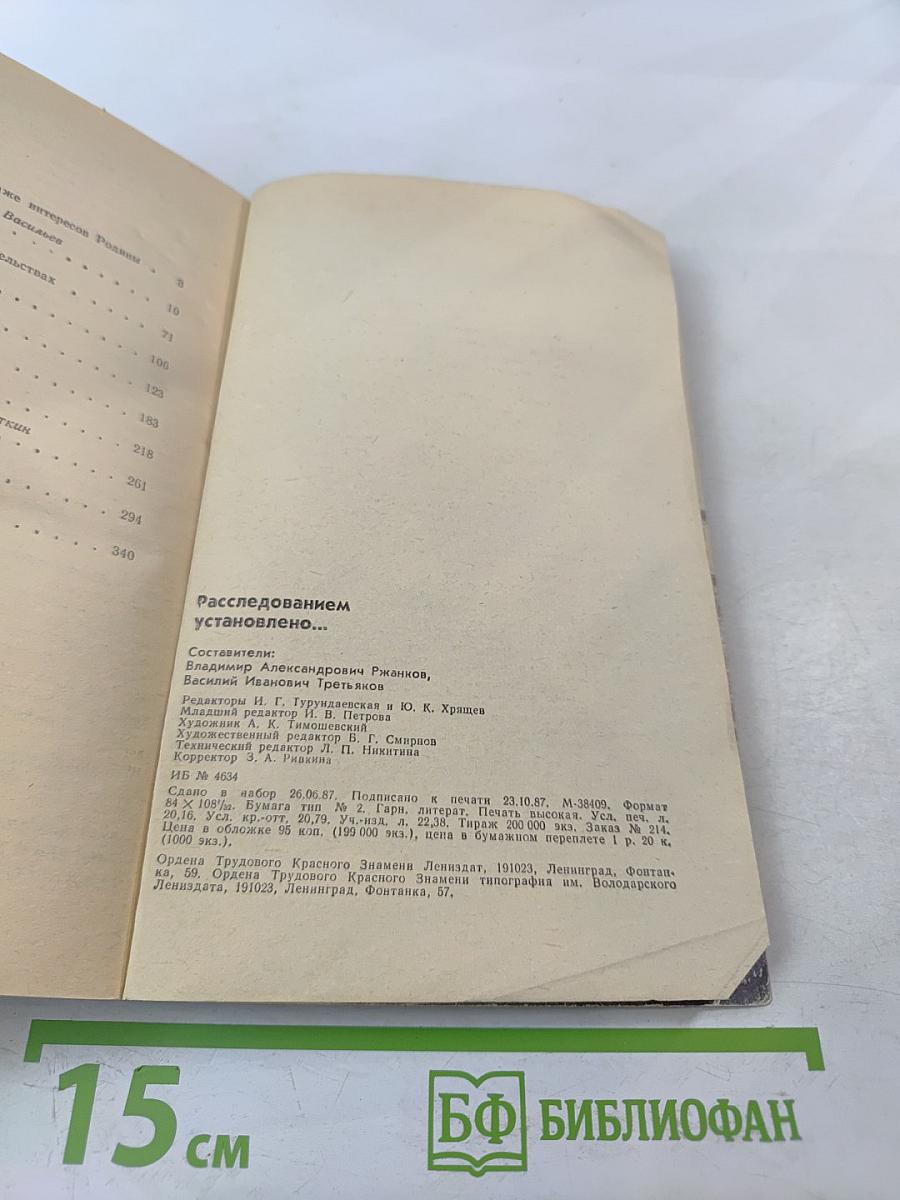 же интересов Родины . 3
Васильев
. . . . . . . 10
ельствах
. . . . . . 71
. . . . . . 106
. . . . . . 123
. . . . . . 183
ткин
. . . . . . 218
. . . . . . 261
. . . . . . 294
. . . . . . 340
Расследованием
установлено...
Составители:
Владимир Александрович Ржанков,
Василий Иванович Третьяков
Редакторы И. Г. Турундаевская и Ю. К. Хрящев
Младший редактор И. В. Петрова
Художник А. К. Тимошевский
Художественный редактор В. Г. Смирнов
Технический редактор Л. П. Никитина
Корректор З. А. Ривкина
ИБ № 4634
Сдано в набор 26.06.87. Подписано к печати 23.10.87. М-38409. Формат
84 × 108 1/32. Бумага тип № 2. Гарн. литерат. Печать высокая. Усл. печ. л.
20,16. Усл. кр.-отт. 20,79. Уч.-изд. л. 22,38. Тираж 200 000 экз. Заказ № 214.
Цена в обложке 95 коп. (199 000 экз.), цена в бумажном переплете 1 р. 20 к.
(1000 экз.).
Ордена Трудового Красного Знамени Лениздат, 191023, Ленинград, Фонтан-
ка, 59. Ордена Трудового Красного Знамени типография им. Володарского
Лениздата, 191023, Ленинград, Фонтанка, 57.
15 см
БФ БИБЛИОФАН